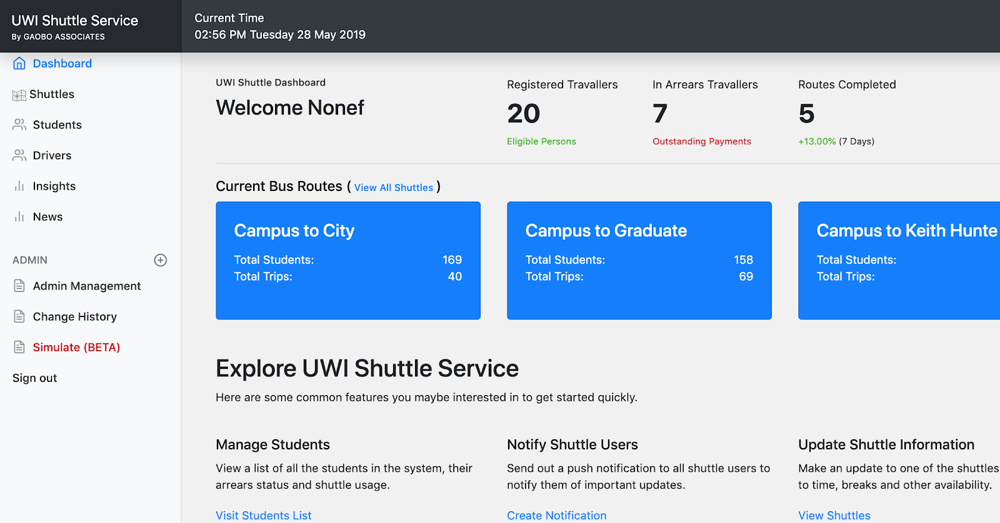 UWI Shuttle Service
By GAOBO ASSOCIATES
Current Time
02:56 PM Tuesday 28 May 2019
Dashboard
Shuttles
Students
Drivers
Insights
News
ADMIN
Admin Management
Change History
Simulate (BETA)
Sign out
UWI Shuttle Dashboard
Welcome Nonef
Registered Travallers
20
Eligible Persons
In Arrears Travallers
7
Outstanding Payments
Routes Completed
5
+13.00% (7 Days)
Current Bus Routes ( View All Shuttles )
Campus to City
Total Students: 169
Total Trips: 40
Campus to Graduate
Total Students: 158
Total Trips: 69
Campus to Keith Hunte
Total Students:
Total Trips:
Explore UWI Shuttle Service
Here are some common features you maybe interested in to get started quickly.
Manage Students
View a list of all the students in the system, their
arrears status and shuttle usage.
Visit Students List
Notify Shuttle Users
Send out a push notification to all shuttle users to
notify them of important updates.
Create Notification
Update Shuttle Information
Make an update to one of the shuttles
to time, breaks and other availability.
View Shuttles